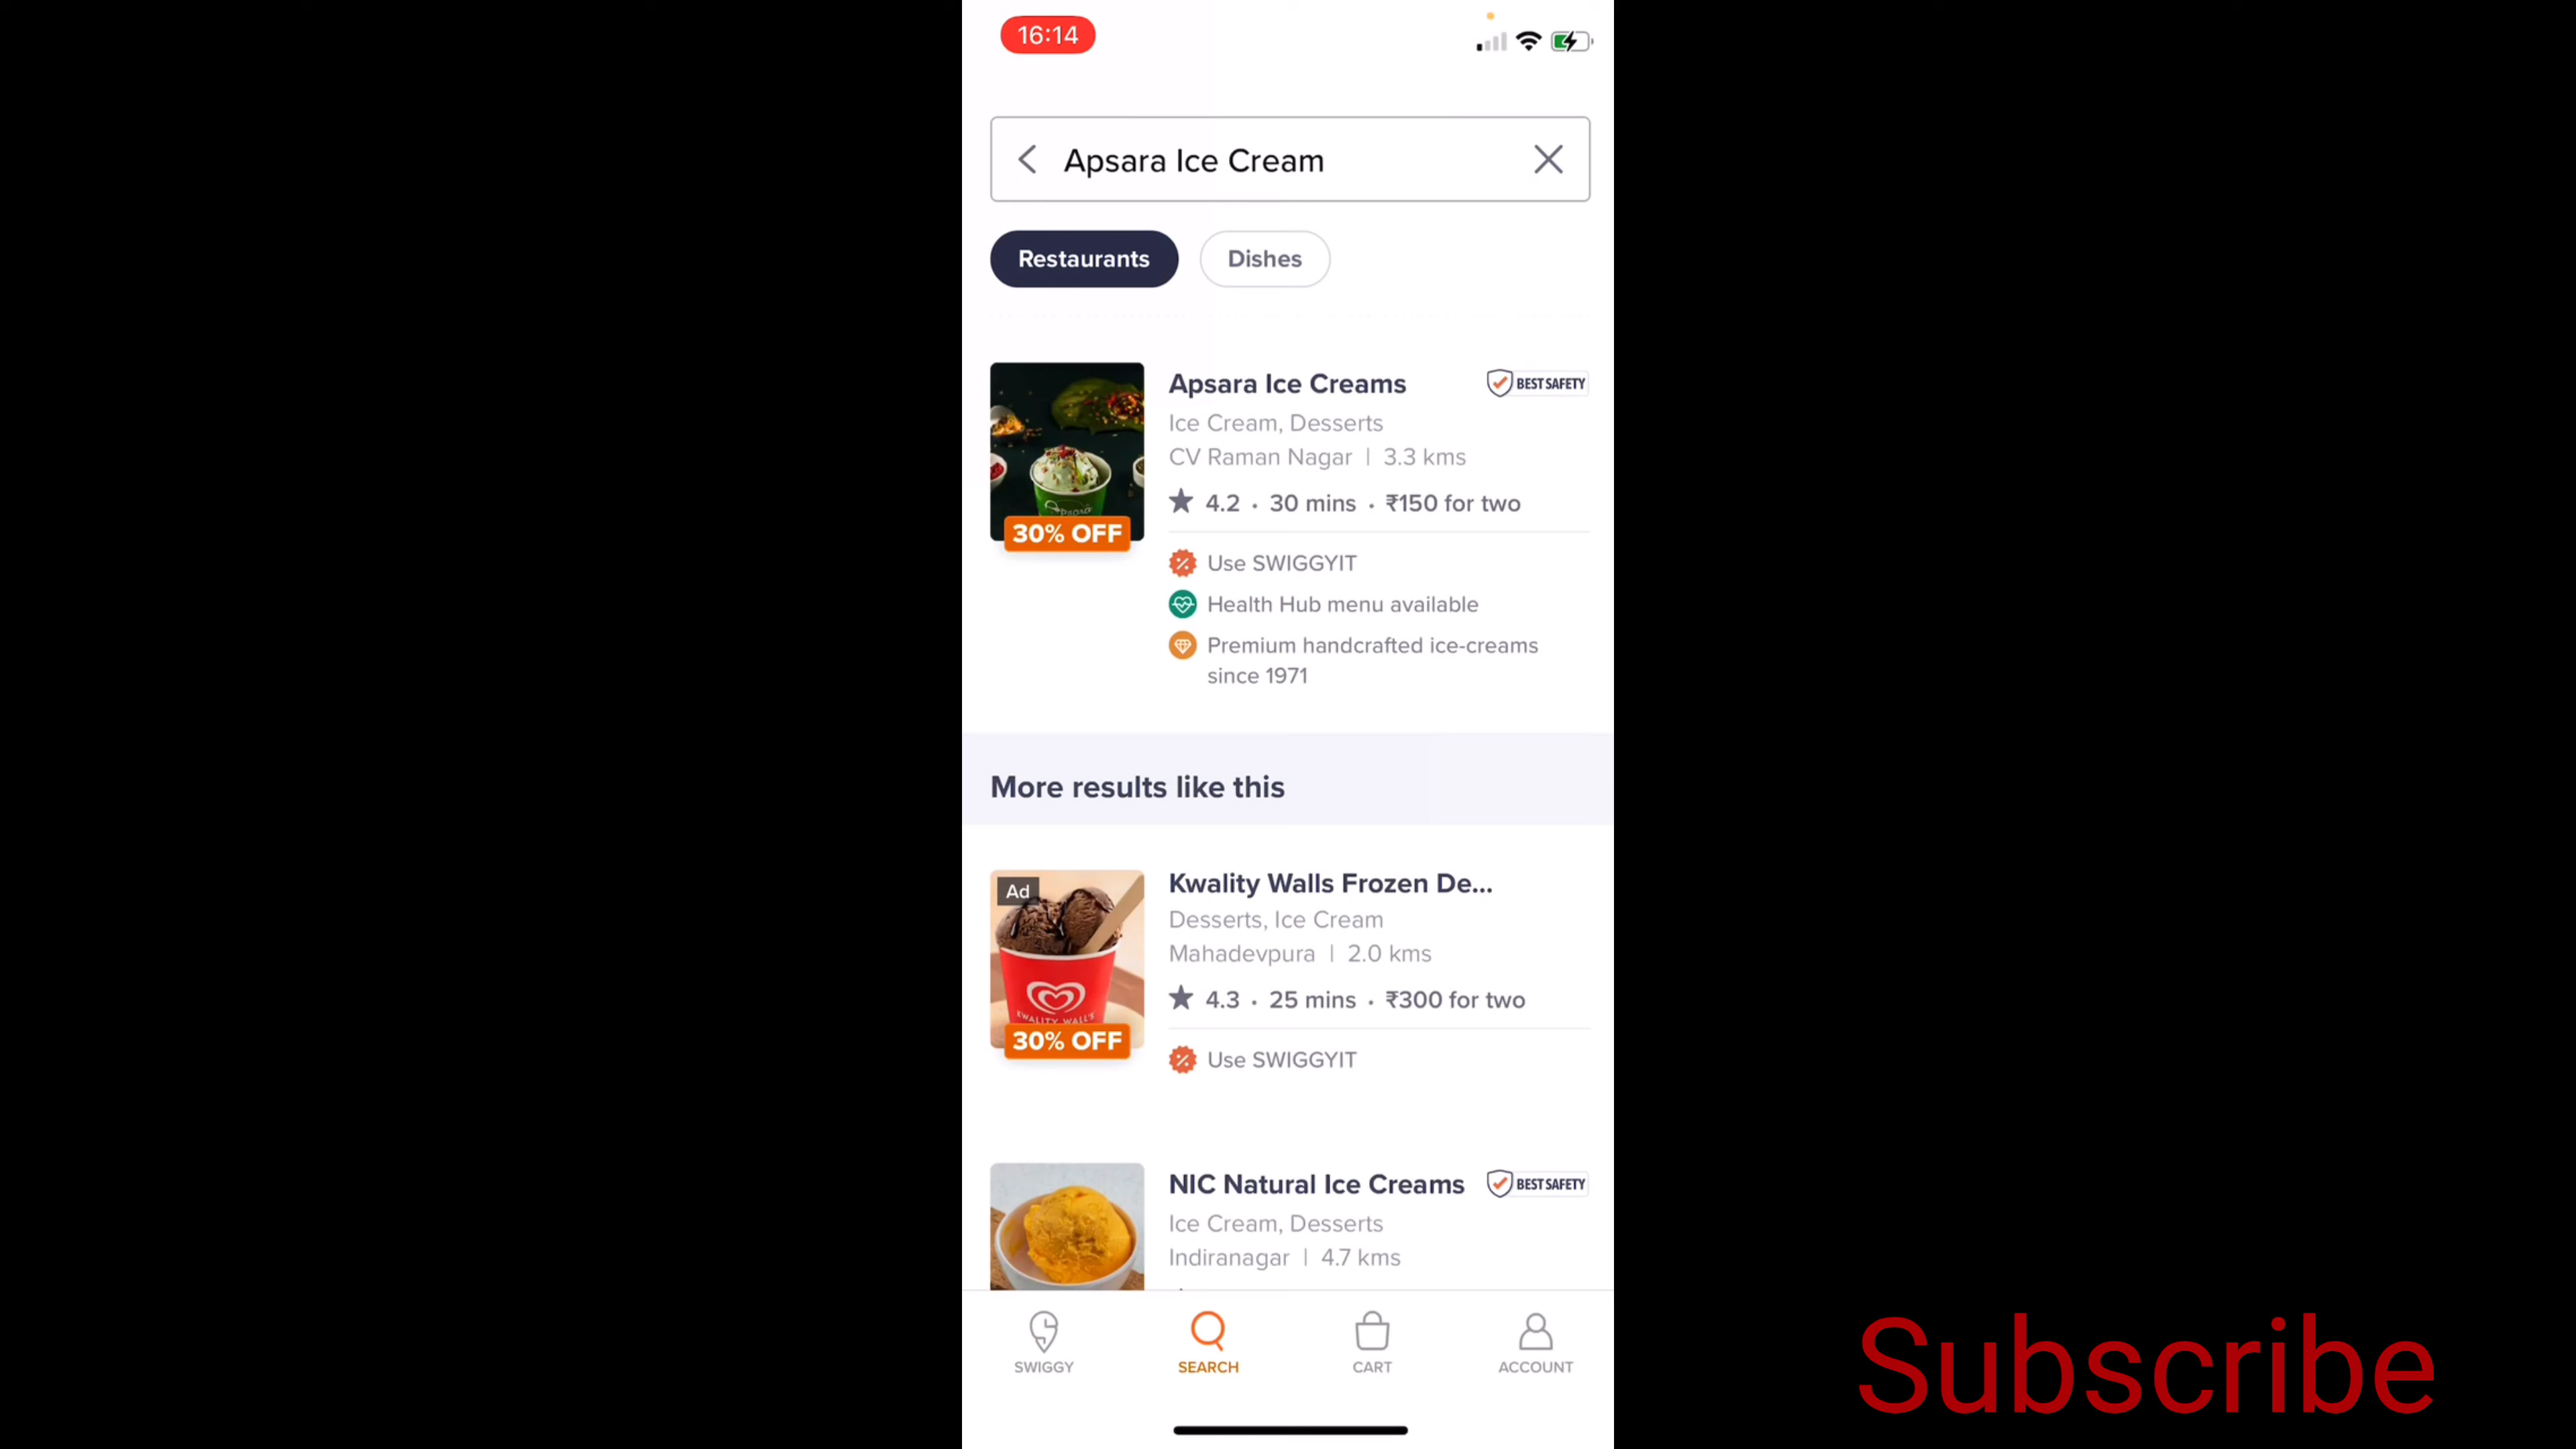 16:14
Apsara Ice Cream
Restaurants
Dishes
Apsara Ice Creams
BEST SAFETY
Ice Cream, Desserts
CV Raman Nagar | 3.3 kms
★ 4.2 • 30 mins • ₹150 for two
Apsara
30% OFF
Use SWIGGYIT
Health Hub menu available
Premium handcrafted ice-creams
since 1971
More results like this
Ad
Kwality Walls Frozen De...
Desserts, Ice Cream
Mahadevpura | 2.0 kms
★ 4.3 • 25 mins • ₹300 for two
KWALITY WALL'S
30% OFF
Use SWIGGYIT
NIC Natural Ice Creams
BEST SAFETY
Ice Cream, Desserts
Indiranagar | 4.7 kms
SWIGGY
SEARCH
CART
ACCOUNT
Subscribe